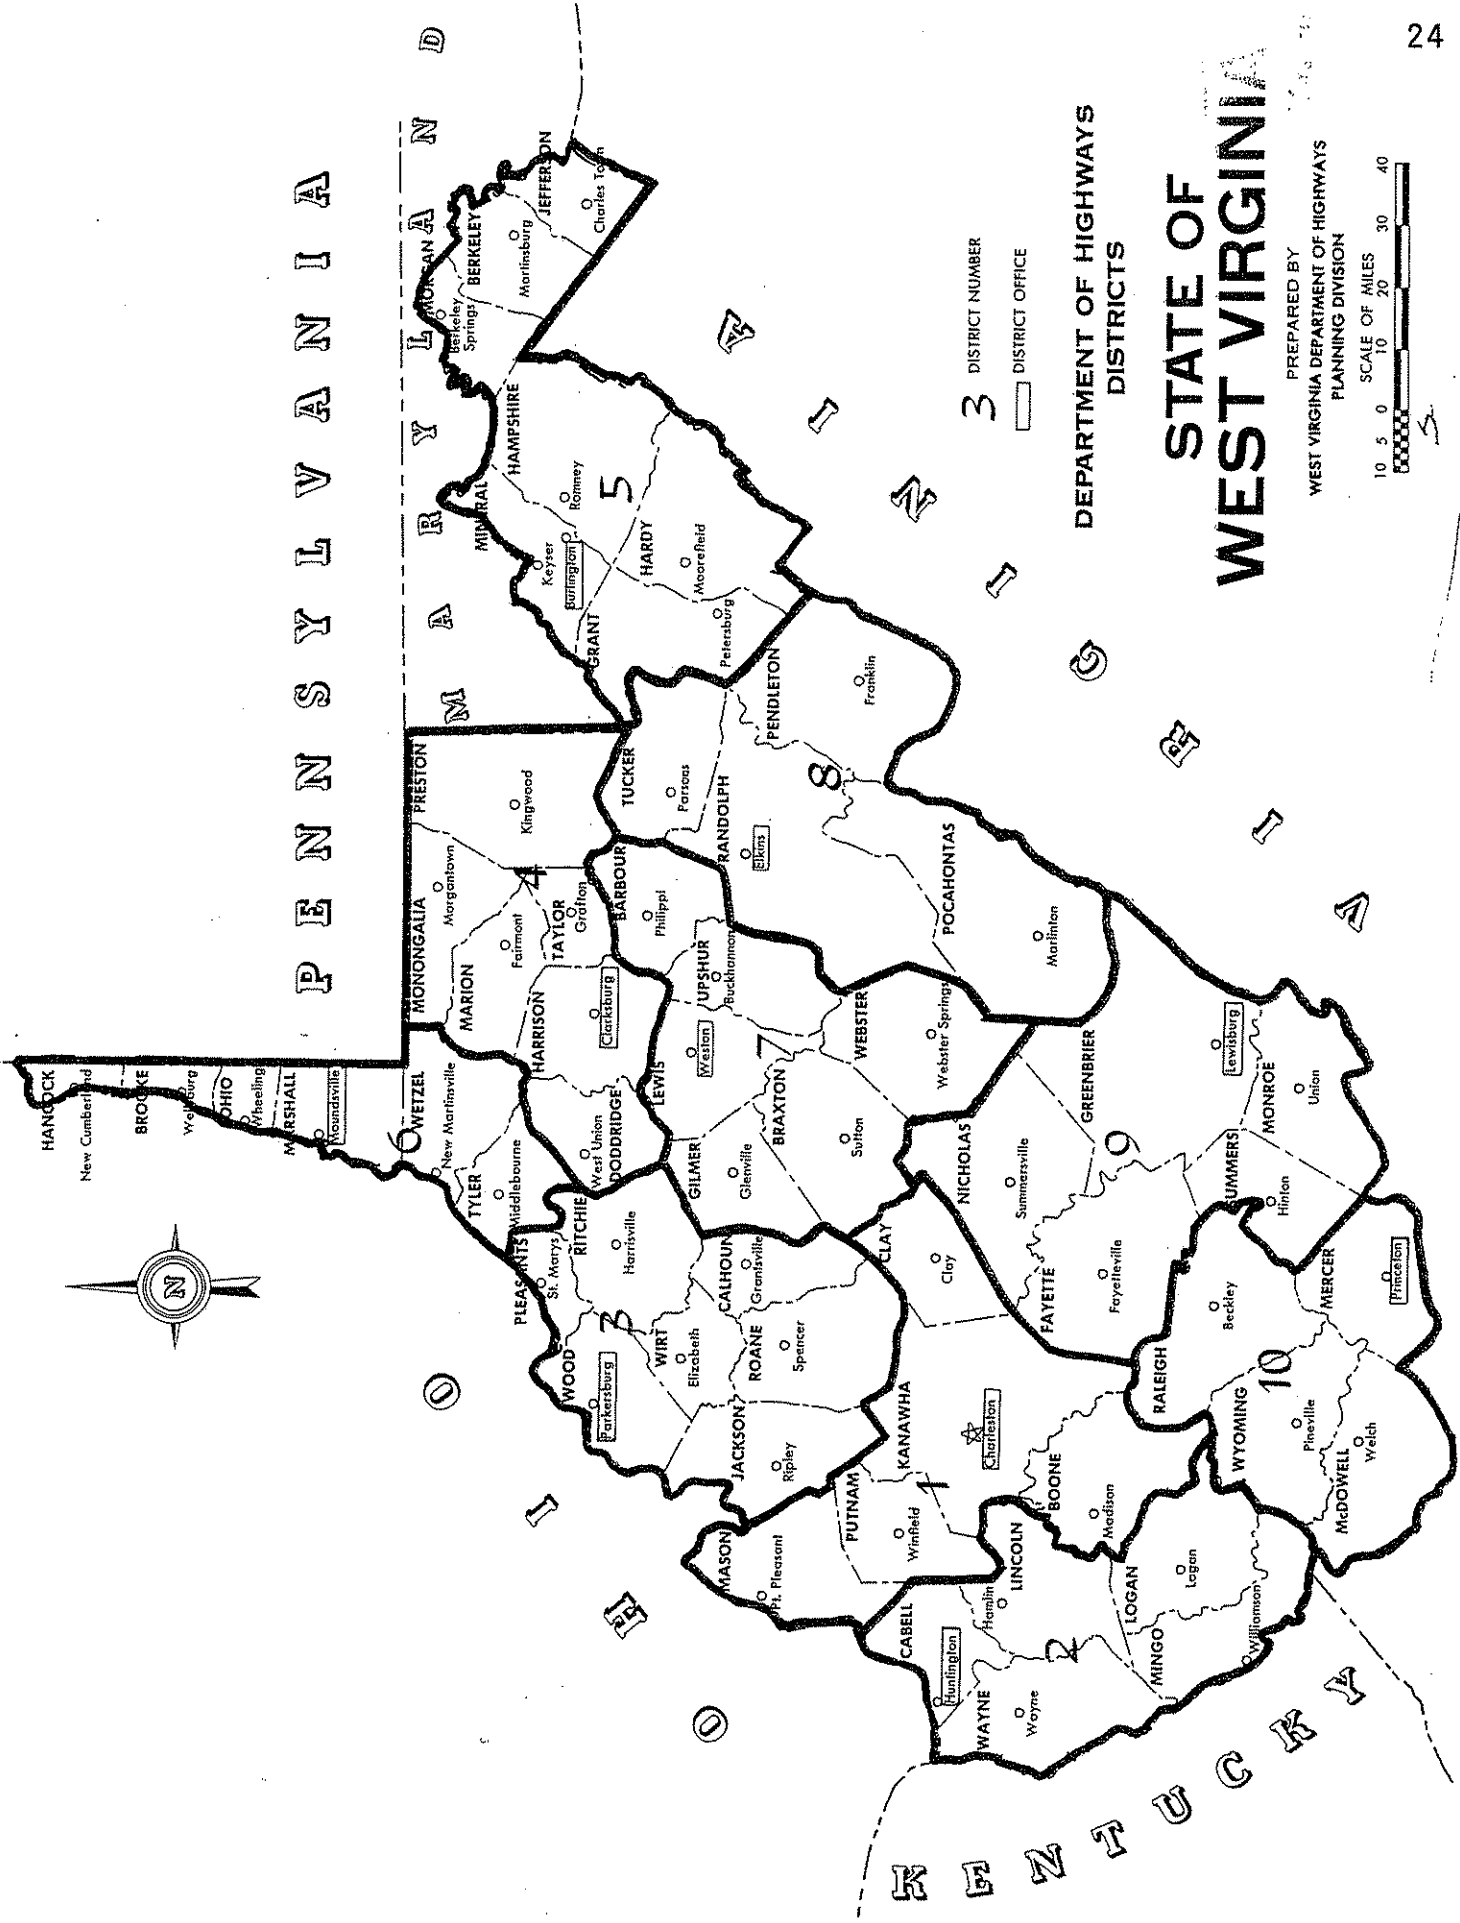 24
PENNSYLVANIA
MARYLAND
OHIO
KENTUCKY
VIRGINIA
N
HANCOCK
New Cumberland
BROOKE
Wellsburg
OHIO
Wheeling
MARSHALL
Moundsville
6
WETZEL
New Martinsville
TYLER
Middlebourne
MONONGALIA
Morgantown
PRESTON
Kingwood
MARION
Fairmont
4
TAYLOR
Grafton
HARRISON
Clarksburg
DODDRIDGE
West Union
PLEASANTS
St. Marys
RITCHIE
Harrisville
WOOD
Parkersburg
3
WIRT
Elizabeth
CALHOUN
Grantsville
ROANE
Spencer
JACKSON
Ripley
MORGAN
Berkeley
Springs
BERKELEY
Martinsburg
JEFFERSON
Charles Town
HAMPSHIRE
Romney
MINERAL
Keyser
Burlington
5
HARDY
Moorefield
GRANT
Petersburg
TUCKER
Parsons
BARBOUR
Philippi
RANDOLPH
Elkins
PENDLETON
Franklin
8
POCAHONTAS
Marlinton
LEWIS
Weston
UPSHUR
Buckhannon
7
GILMER
Glenville
BRAXTON
Sutton
WEBSTER
Webster Springs
MASON
Pt. Pleasant
PUTNAM
Winfield
1
KANAWHA
Charleston
CLAY
Clay
BOONE
Madison
CABELL
Huntington
LINCOLN
Hamlin
WAYNE
Wayne
2
LOGAN
Logan
MINGO
Williamson
NICHOLAS
Summersville
GREENBRIER
Lewisburg
9
FAYETTE
Fayetteville
SUMMERS
Hinton
MONROE
Union
RALEIGH
Beckley
10
WYOMING
Pineville
McDOWELL
Welch
MERCER
Princeton
3 DISTRICT NUMBER
DISTRICT OFFICE
DEPARTMENT OF HIGHWAYS
DISTRICTS
STATE OF
WEST VIRGINIA
PREPARED BY
WEST VIRGINIA DEPARTMENT OF HIGHWAYS
PLANNING DIVISION
SCALE OF MILES
10 5 0 10 20 30 40